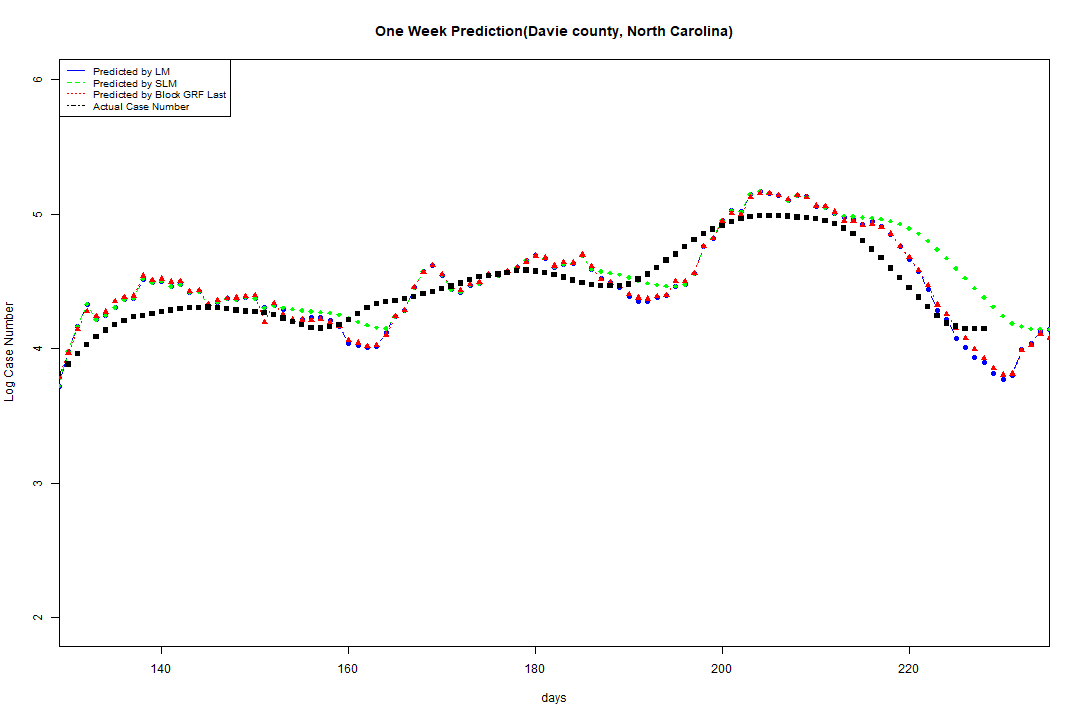 One Week Prediction(Davie county, North Carolina)
Predicted by LM
Predicted by SLM
Predicted by Block GRF Last
Actual Case Number
6
5
4
3
2
Log Case Number
140 160 180 200 220
days